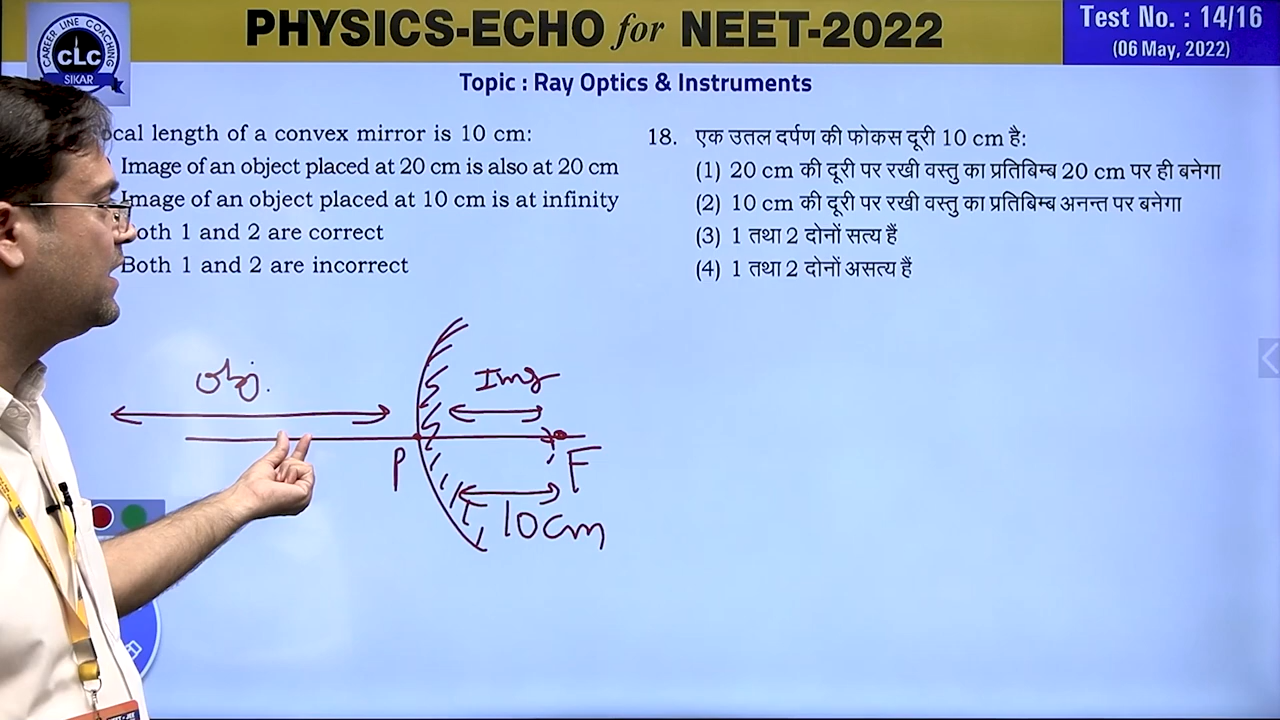 PHYSICS-ECHO for NEET-2022
Test No. : 14/16
(06 May, 2022)
CAREER LINE COACHING
CLC
SIKAR
Topic : Ray Optics & Instruments
ocal length of a convex mirror is 10 cm:
Image of an object placed at 20 cm is also at 20 cm
Image of an object placed at 10 cm is at infinity
Both 1 and 2 are correct
Both 1 and 2 are incorrect
18. एक उतल दर्पण की फोकस दूरी 10 cm है:
(1) 20 cm की दूरी पर रखी वस्तु का प्रतिबिम्ब 20 cm पर ही बनेगा
(2) 10 cm की दूरी पर रखी वस्तु का प्रतिबिम्ब अनन्त पर बनेगा
(3) 1 तथा 2 दोनों सत्य हैं
(4) 1 तथा 2 दोनों असत्य हैं
Obj.
Img
P
F
10cm